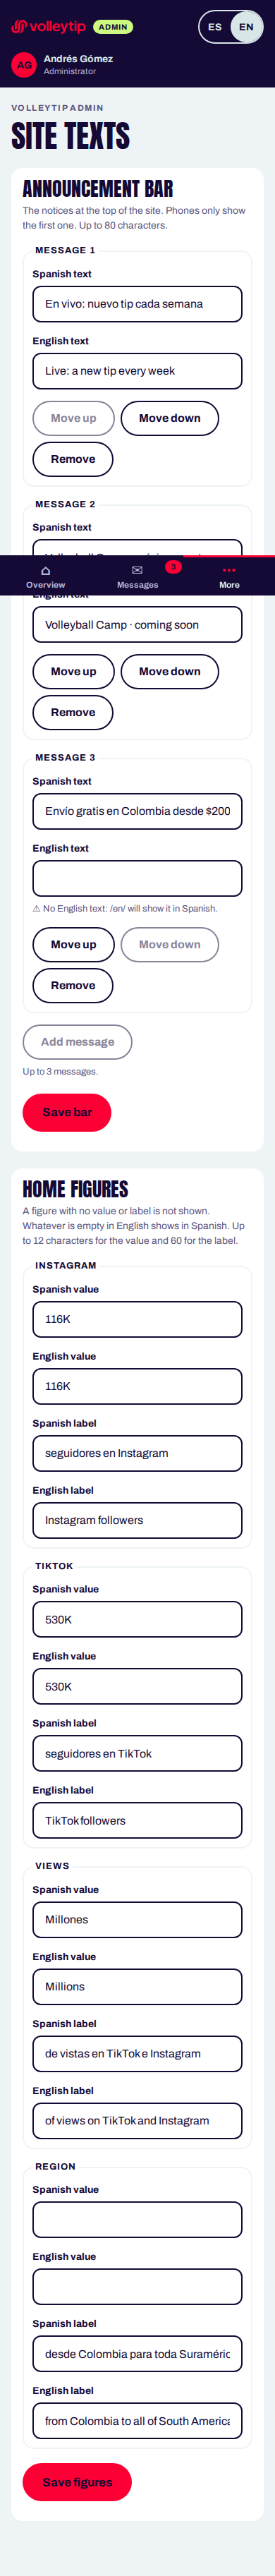 volleytip ADMIN
ES EN
AG
Andrés Gómez
Administrator
VOLLEYTIP ADMIN
SITE TEXTS
ANNOUNCEMENT BAR
The notices at the top of the site. Phones only show
the first one. Up to 80 characters.
MESSAGE 1
Spanish text
En vivo: nuevo tip cada semana
English text
Live: a new tip every week
Move up Move down
Remove
MESSAGE 2
Spanish text
Overview Messages 3 More
Volleyball Camp · coming soon
Move up Move down
Remove
MESSAGE 3
Spanish text
Envío gratis en Colombia desde $200
English text
⚠ No English text: /en/ will show it in Spanish.
Move up Move down
Remove
Add message
Up to 3 messages.
Save bar
HOME FIGURES
A figure with no value or label is not shown.
Whatever is empty in English shows in Spanish. Up
to 12 characters for the value and 60 for the label.
INSTAGRAM
Spanish value
116K
English value
116K
Spanish label
seguidores en Instagram
English label
Instagram followers
TIKTOK
Spanish value
530K
English value
530K
Spanish label
seguidores en TikTok
English label
TikTok followers
VIEWS
Spanish value
Millones
English value
Millions
Spanish label
de vistas en TikTok e Instagram
English label
of views on TikTok and Instagram
REGION
Spanish value
English value
Spanish label
desde Colombia para toda Suraméric
English label
from Colombia to all of South America
Save figures